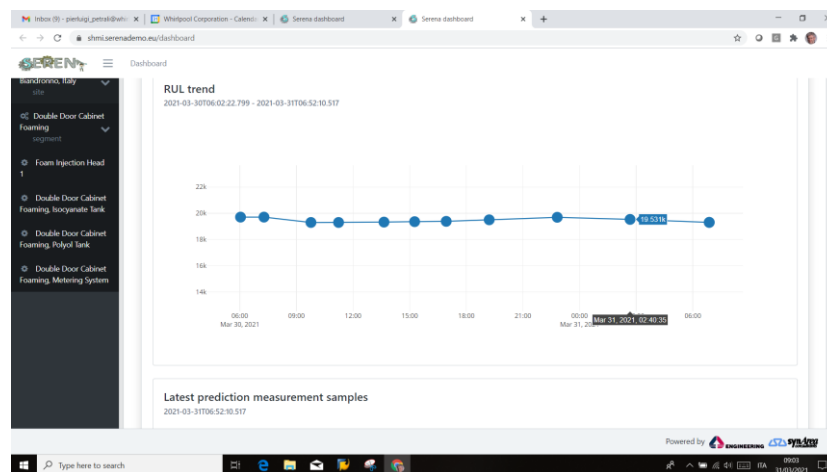 Inbox (9) - pierluigi_petrali@whi
Whirlpool Corporation - Calenda
Serena dashboard
Serena dashboard
shmi.serenademo.eu/dashboard
SEREN
Dashboard
Biandronno, Italy
site
Double Door Cabinet
Foaming
segment
Foam Injection Head
1
Double Door Cabinet
Foaming, Isocyanate Tank
Double Door Cabinet
Foaming, Polyol Tank
Double Door Cabinet
Foaming, Metering System
RUL trend
2021-03-30T06:02:22.799 - 2021-03-31T06:52:10.517
22k
20k
18k
16k
14k
19.531k
06:00
Mar 30, 2021
09:00
12:00
15:00
18:00
21:00
00:00
Mar 31, 20
Mar 31, 2021, 02:40:35
06:00
Latest prediction measurement samples
2021-03-31T06:52:10.517
Powered by
ENGINEERING
synArea
Type here to search
ITA
09:03
31/03/2021